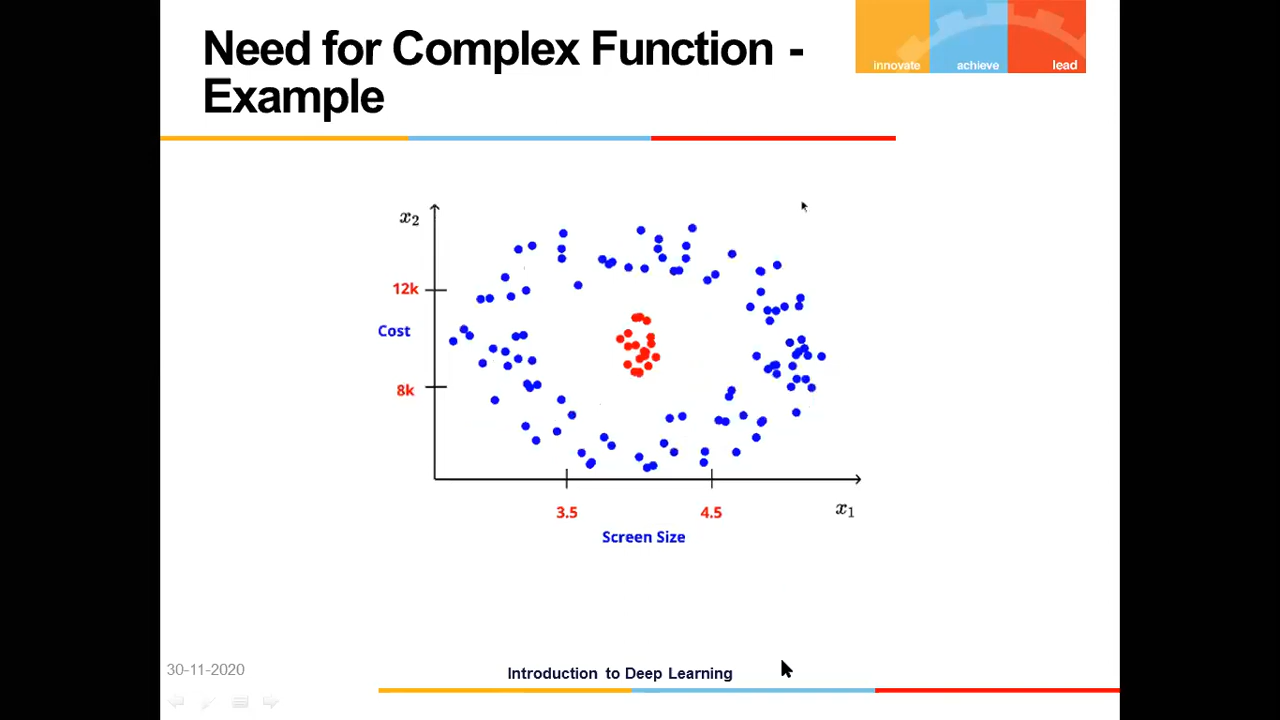 Need for Complex Function -
Example
innovate achieve lead
x₂
12k
Cost
8k
3.5 4.5
x₁
Screen Size
30-11-2020
Introduction to Deep Learning